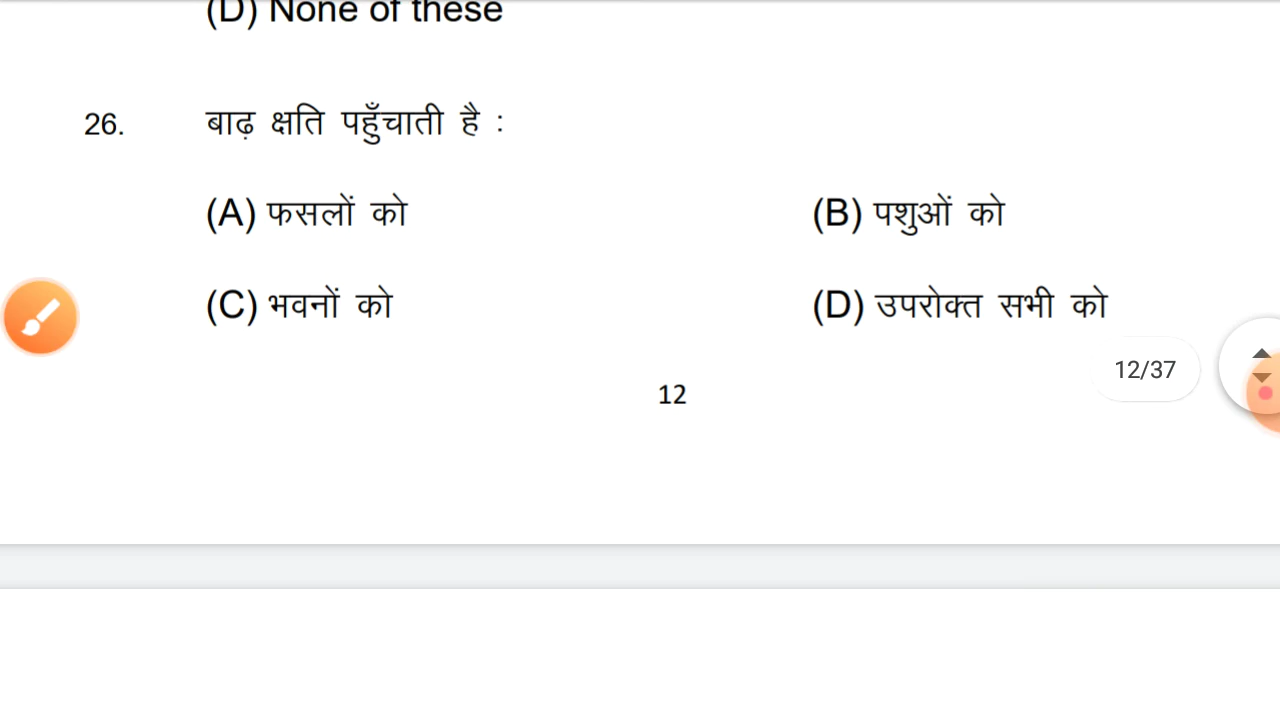 (D) None of these
26. बाढ़ क्षति पहुँचाती है :
(A) फसलों को (B) पशुओं को
(C) भवनों को (D) उपरोक्त सभी को
12/37
12